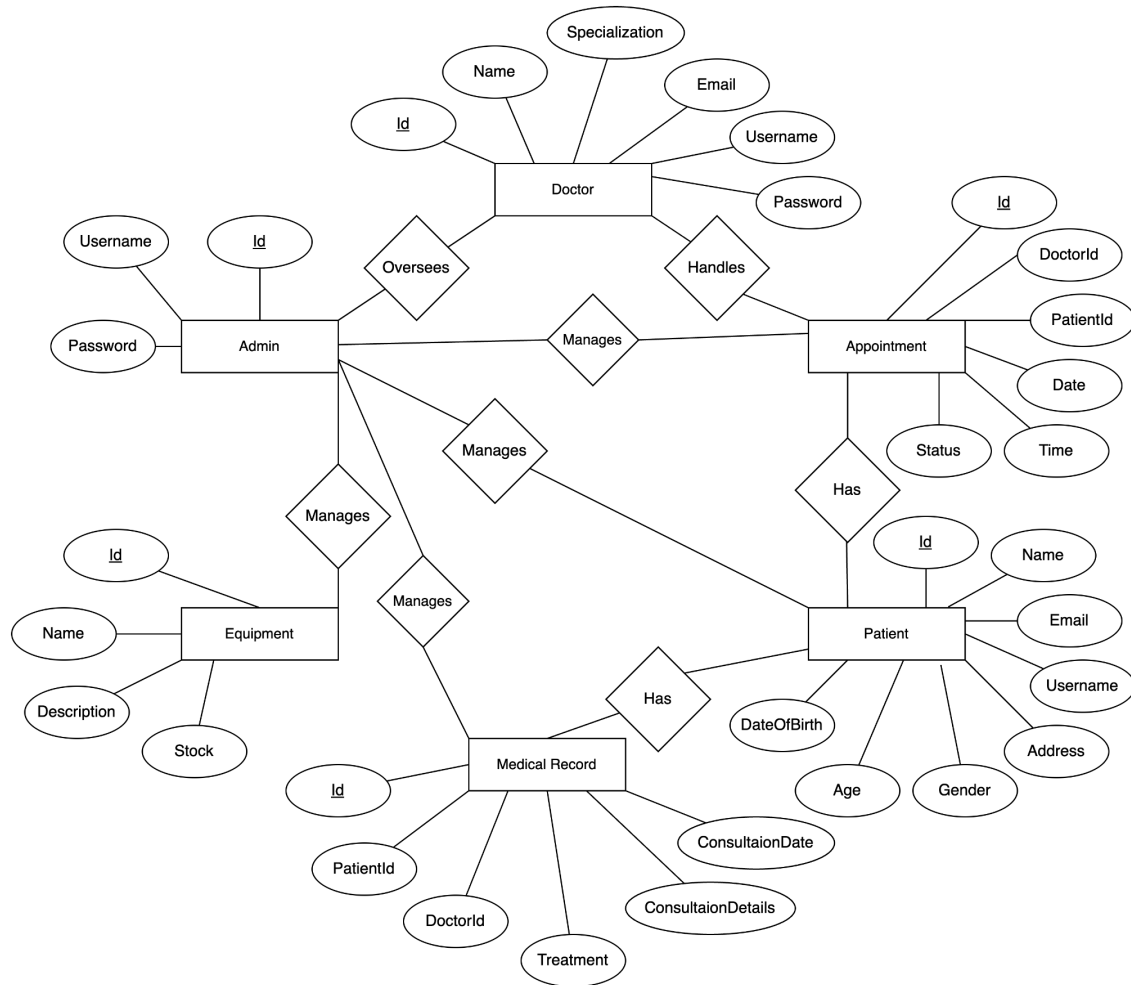 Specialization
Name
Email
Id
Username
Doctor
Password
Id
Username
Id
DoctorId
Oversees
Handles
PatientId
Password
Admin
Manages
Appointment
Date
Manages
Status
Time
Has
Manages
Id
Id
Name
Manages
Name
Equipment
Patient
Email
Username
Has
Description
DateOfBirth
Stock
Address
Medical Record
Id
Age
Gender
ConsultaionDate
PatientId
ConsultaionDetails
DoctorId
Treatment